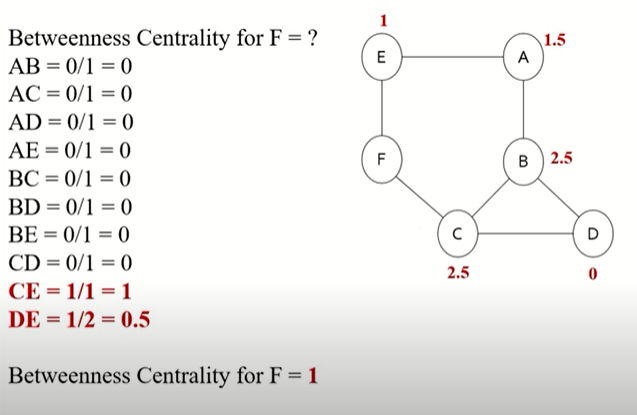 Betweenness Centrality for F = ?
AB = 0/1 = 0
AC = 0/1 = 0
AD = 0/1 = 0
AE = 0/1 = 0
BC = 0/1 = 0
BD = 0/1 = 0
BE = 0/1 = 0
CD = 0/1 = 0
CE = 1/1 = 1
DE = 1/2 = 0.5
Betweenness Centrality for F = 1
1
1.5
E
A
F
B
2.5
C
D
2.5
0